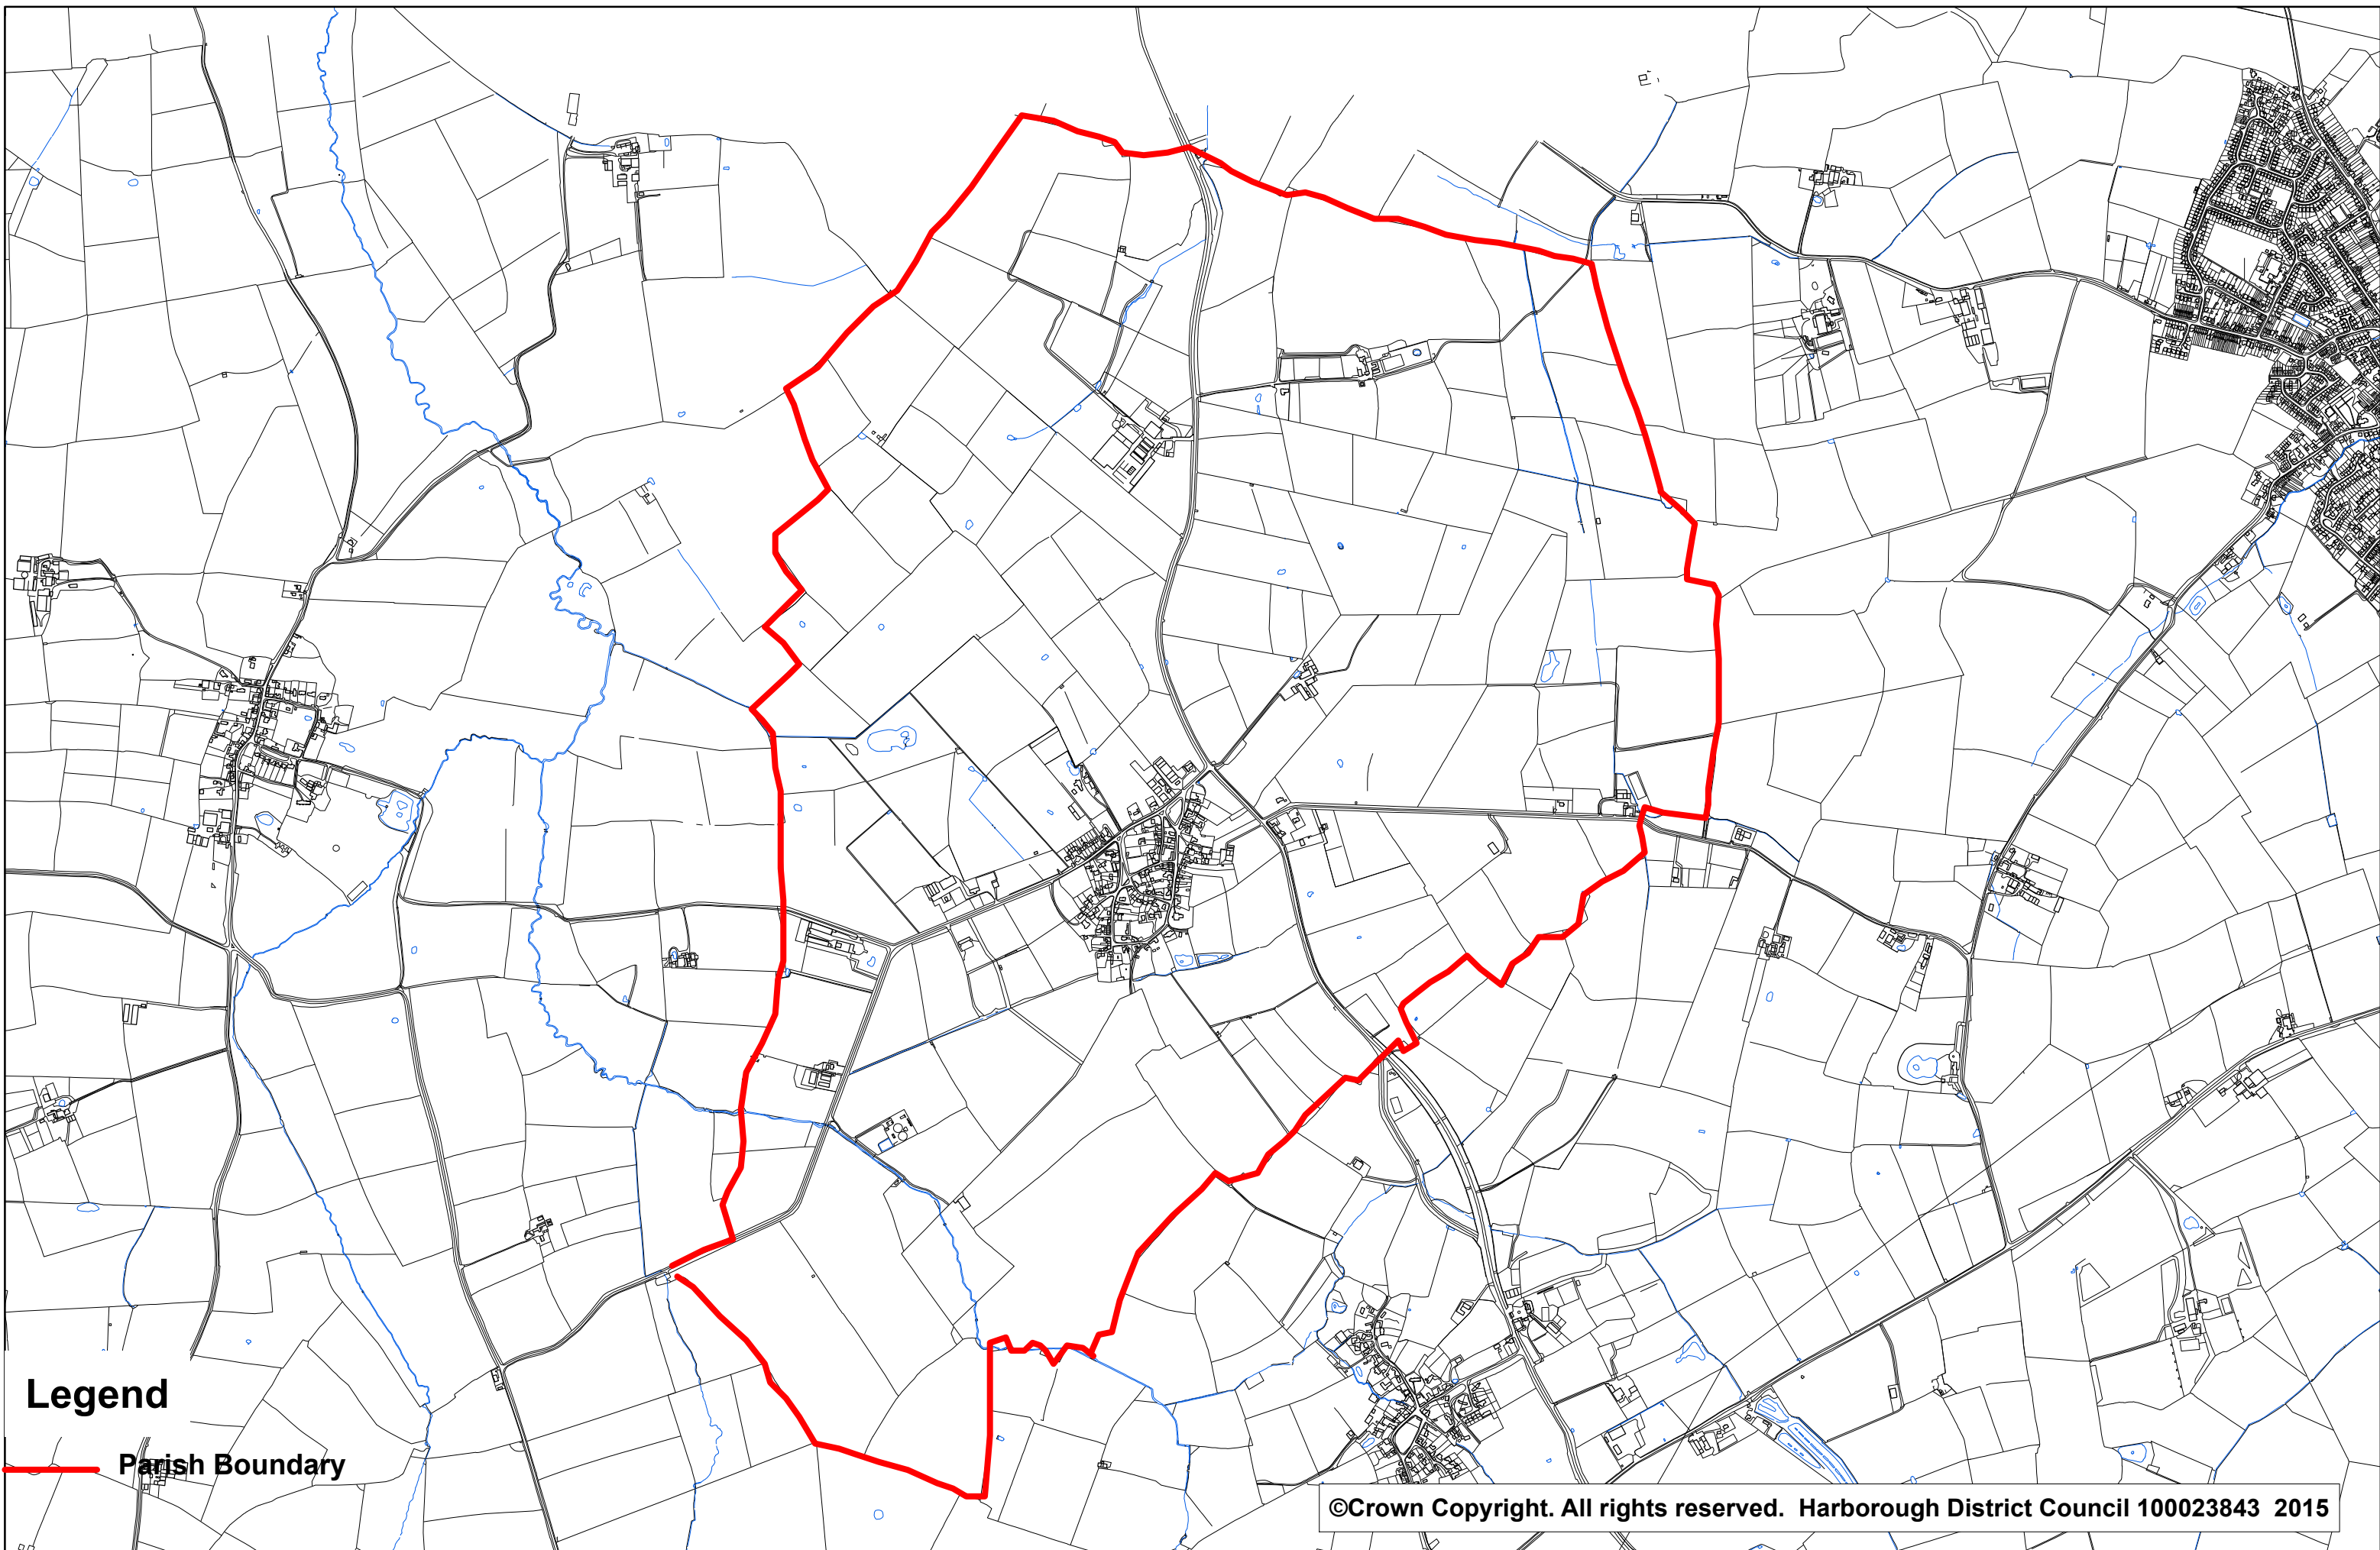 Legend
Parish Boundary
©Crown Copyright. All rights reserved. Harborough District Council 100023843 2015